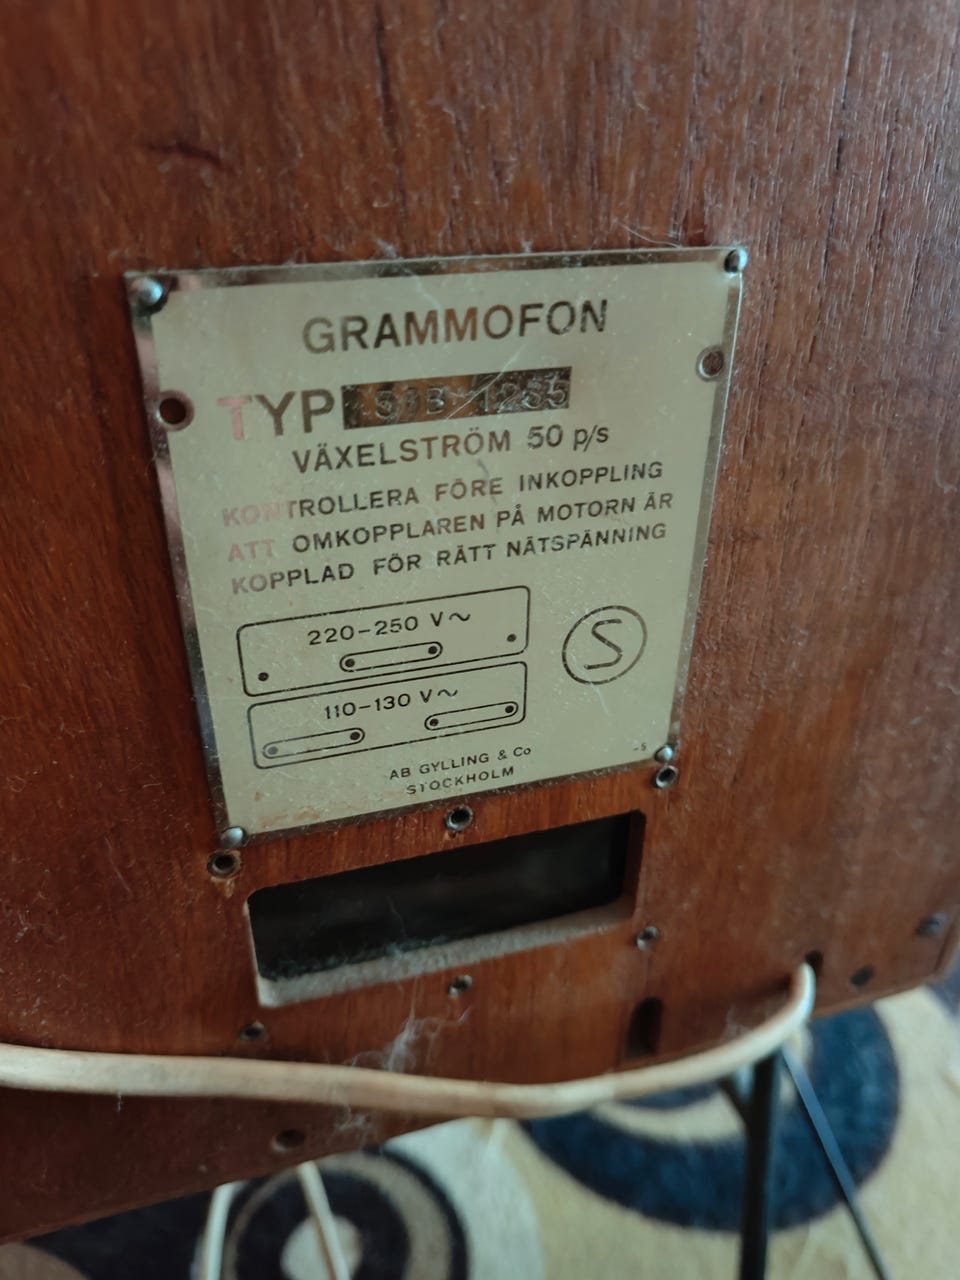 GRAMMOFON
TYP
VÄXELSTRÖM 50 p/s
KONTROLLERA FÖRE INKOPPLING
ATT OMKOPPLAREN PÅ MOTORN ÄR
KOPPLAD FÖR RÄTT NÄTSPÄNNING
220-250 V~
S
110-130 V~
AB GYLLING & Co
STOCKHOLM
-5